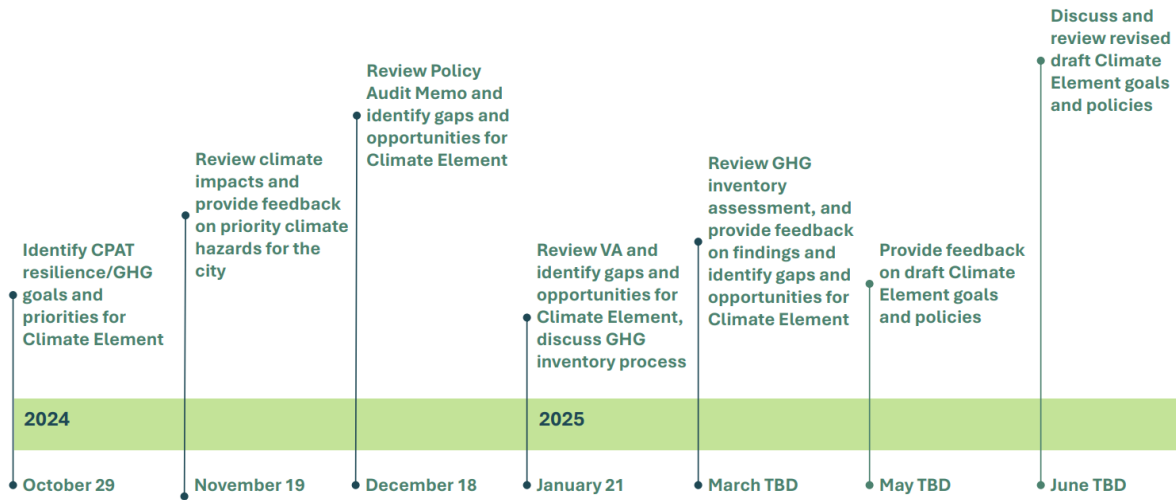 Identify CPAT
resilience/GHG
goals and
priorities for
Climate Element
Review climate
impacts and
provide feedback
on priority climate
hazards for the
city
Review Policy
Audit Memo and
identify gaps and
opportunities for
Climate Element
Review VA and
identify gaps and
opportunities for
Climate Element,
discuss GHG
inventory process
Review GHG
inventory
assessment, and
provide feedback
on findings and
identify gaps and
opportunities for
Climate Element
Provide feedback
on draft Climate
Element goals
and policies
Discuss and
review revised
draft Climate
Element goals
and policies
2024
2025
October 29
November 19
December 18
January 21
March TBD
May TBD
June TBD